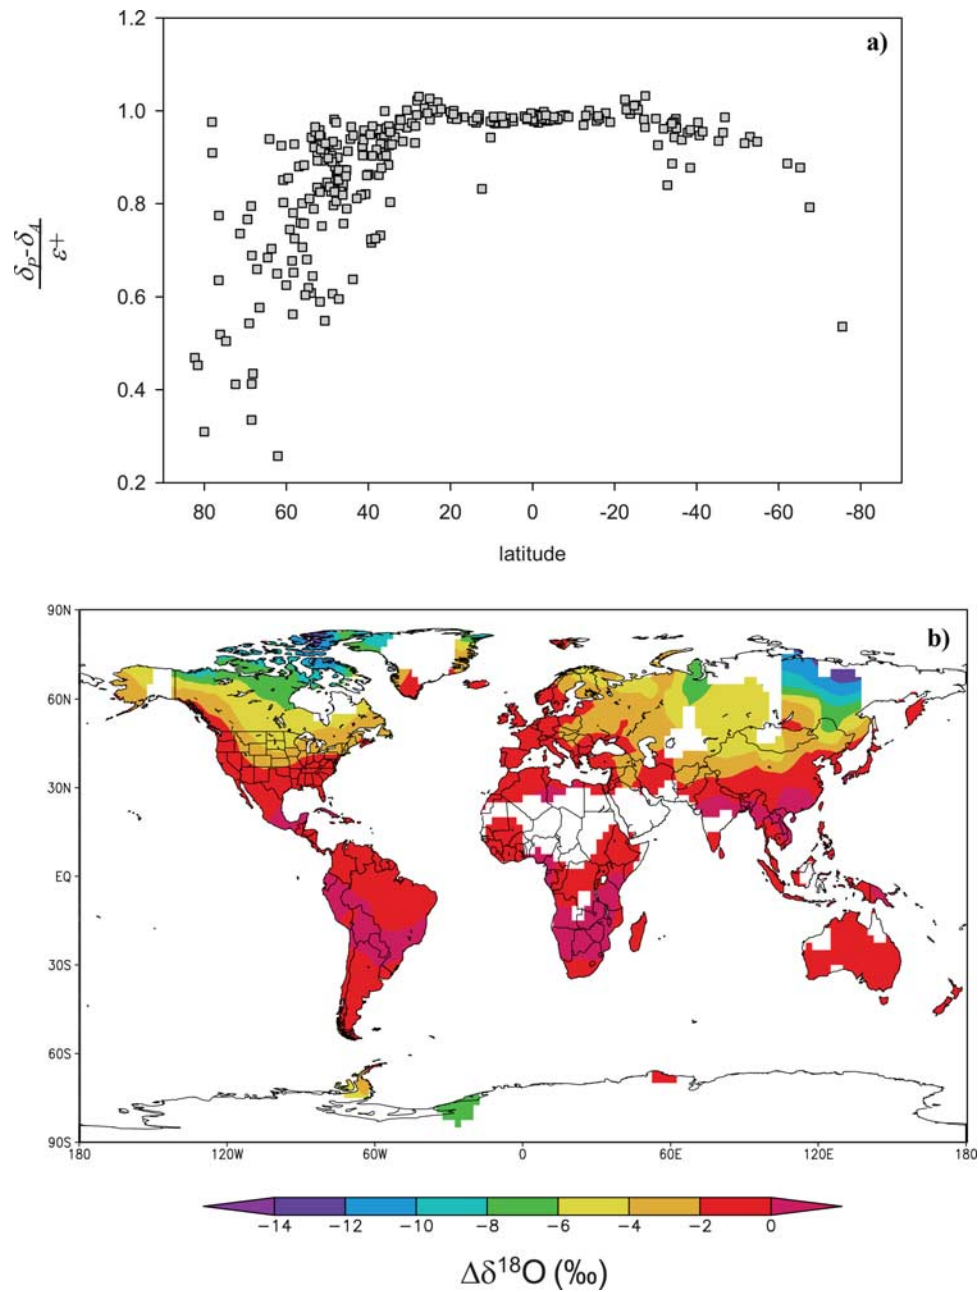 1.2
a)
1.0
0.8
δP-δA
ε+
0.6
0.4
0.2
80 60 40 20 0 -20 -40 -60 -80
latitude
90N
b)
60N
30N
EQ
30S
60S
90S
180 120W 60W 0 60E 120E 180
−14 −12 −10 −8 −6 −4 −2 0
Δδ¹⁸O (‰)